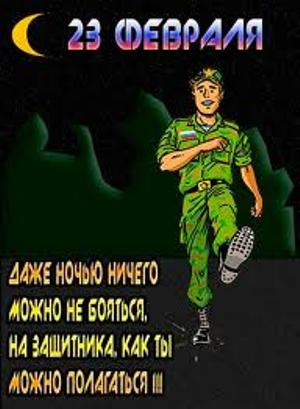 23 ФЕВРАЛЯ
ДАЖЕ НОЧЬЮ НИЧЕГО
МОЖНО НЕ БОЯТЬСЯ,
НА ЗАЩИТНИКА, КАК ТЫ
МОЖНО ПОЛАГАТЬСЯ !!!